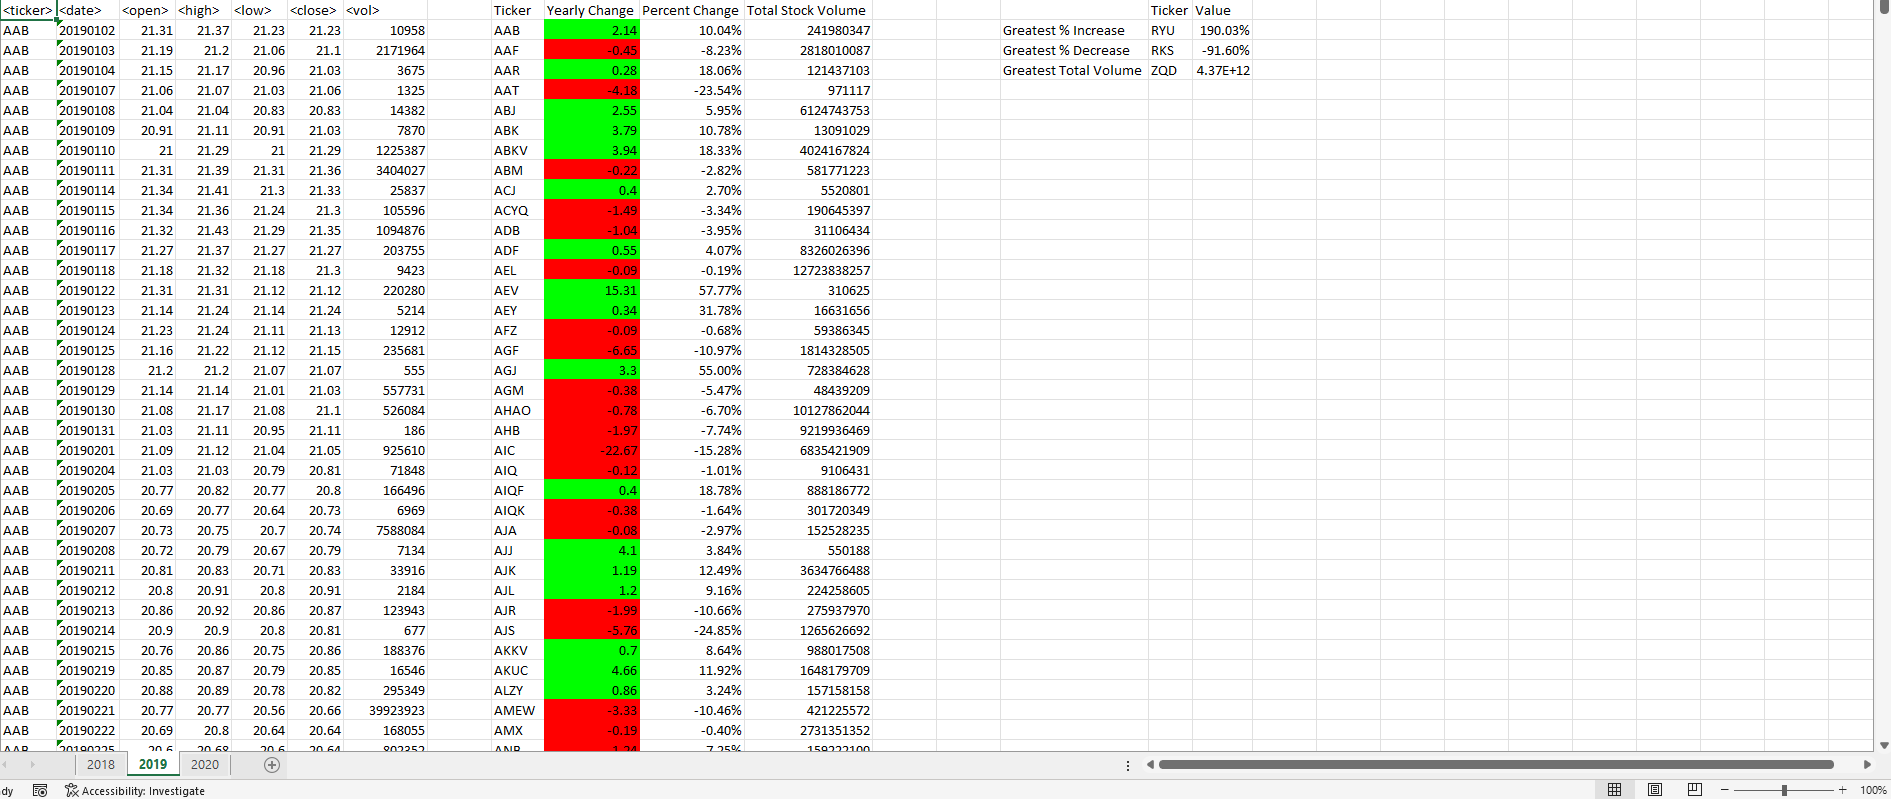 <ticker> <date> <open> <high> <low> <close> <vol> Ticker Yearly Change Percent Change Total Stock Volume Ticker Value
AAB 20190102 21.31 21.37 21.23 21.23 10958 AAB 2.14 10.04% 241980347 Greatest % Increase RYU 190.03%
AAB 20190103 21.19 21.2 21.06 21.1 2171964 AAF -0.45 -8.23% 2818010087 Greatest % Decrease RKS -91.60%
AAB 20190104 21.15 21.17 20.96 21.03 3675 AAR 0.28 18.06% 121437103 Greatest Total Volume ZQD 4.37E+12
AAB 20190107 21.06 21.07 21.03 21.06 1325 AAT -4.18 -23.54% 971117
AAB 20190108 21.04 21.04 20.83 20.83 14382 ABJ 2.55 5.95% 6124743753
AAB 20190109 20.91 21.11 20.91 21.03 7870 ABK 3.79 10.78% 13091029
AAB 20190110 21 21.29 21 21.29 1225387 ABKV 3.94 18.33% 4024167824
AAB 20190111 21.31 21.39 21.31 21.36 3404027 ABM -0.22 -2.82% 581771223
AAB 20190114 21.34 21.41 21.3 21.33 25837 ACJ 0.4 2.70% 5520801
AAB 20190115 21.34 21.36 21.24 21.3 105596 ACYQ -1.49 -3.34% 190645397
AAB 20190116 21.32 21.43 21.29 21.35 1094876 ADB -1.04 -3.95% 31106434
AAB 20190117 21.27 21.37 21.27 21.27 203755 ADF 0.55 4.07% 8326026396
AAB 20190118 21.18 21.32 21.18 21.3 9423 AEL -0.09 -0.19% 12723838257
AAB 20190122 21.31 21.31 21.12 21.12 220280 AEV 15.31 57.77% 310625
AAB 20190123 21.14 21.24 21.14 21.24 5214 AEY 0.34 31.78% 16631656
AAB 20190124 21.23 21.24 21.11 21.13 12912 AFZ -0.09 -0.68% 59386345
AAB 20190125 21.16 21.22 21.12 21.15 235681 AGF -6.65 -10.97% 1814328505
AAB 20190128 21.2 21.2 21.07 21.07 555 AGJ 3.3 55.00% 728384628
AAB 20190129 21.14 21.14 21.01 21.03 557731 AGM -0.38 -5.47% 48439209
AAB 20190130 21.08 21.17 21.08 21.1 526084 AHAO -0.78 -6.70% 10127862044
AAB 20190131 21.03 21.11 20.95 21.11 186 AHB -1.97 -7.74% 9219936469
AAB 20190201 21.09 21.12 21.04 21.05 925610 AIC -22.67 -15.28% 6835421909
AAB 20190204 21.03 21.03 20.79 20.81 71848 AIQ -0.12 -1.01% 9106431
AAB 20190205 20.77 20.82 20.77 20.8 166496 AIQF 0.4 18.78% 888186772
AAB 20190206 20.69 20.77 20.64 20.73 6969 AIQK -0.38 -1.64% 301720349
AAB 20190207 20.73 20.75 20.7 20.74 7588084 AJA -0.08 -2.97% 152528235
AAB 20190208 20.72 20.79 20.67 20.79 7134 AJJ 4.1 3.84% 550188
AAB 20190211 20.81 20.83 20.71 20.83 33916 AJK 1.19 12.49% 3634766488
AAB 20190212 20.8 20.91 20.8 20.91 2184 AJL 1.2 9.16% 224258605
AAB 20190213 20.86 20.92 20.86 20.87 123943 AJR -1.99 -10.66% 275937970
AAB 20190214 20.9 20.9 20.8 20.81 677 AJS -5.76 -24.85% 1265626692
AAB 20190215 20.76 20.86 20.75 20.86 188376 AKKV 0.7 8.64% 988017508
AAB 20190219 20.85 20.87 20.79 20.85 16546 AKUC 4.66 11.92% 1648179709
AAB 20190220 20.88 20.89 20.78 20.82 295349 ALZY 0.86 3.24% 157158158
AAB 20190221 20.77 20.77 20.56 20.66 39923923 AMEW -3.33 -10.46% 421225572
AAB 20190222 20.69 20.8 20.64 20.64 168055 AMX -0.19 -0.40% 2731351352
AAB 20190225 20.6 20.68 20.6 20.64
2018 2019 2020
dy Accessibility: Investigate 100%